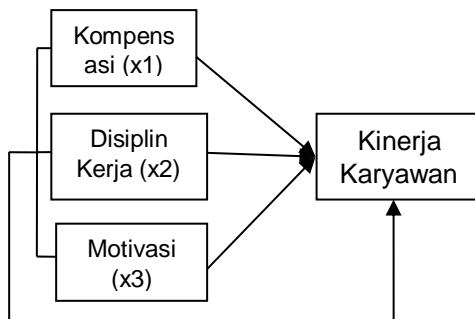 Kompens
asi (x1)
Disiplin
Kerja (x2)
Kinerja
Karyawan
Motivasi
(x3)